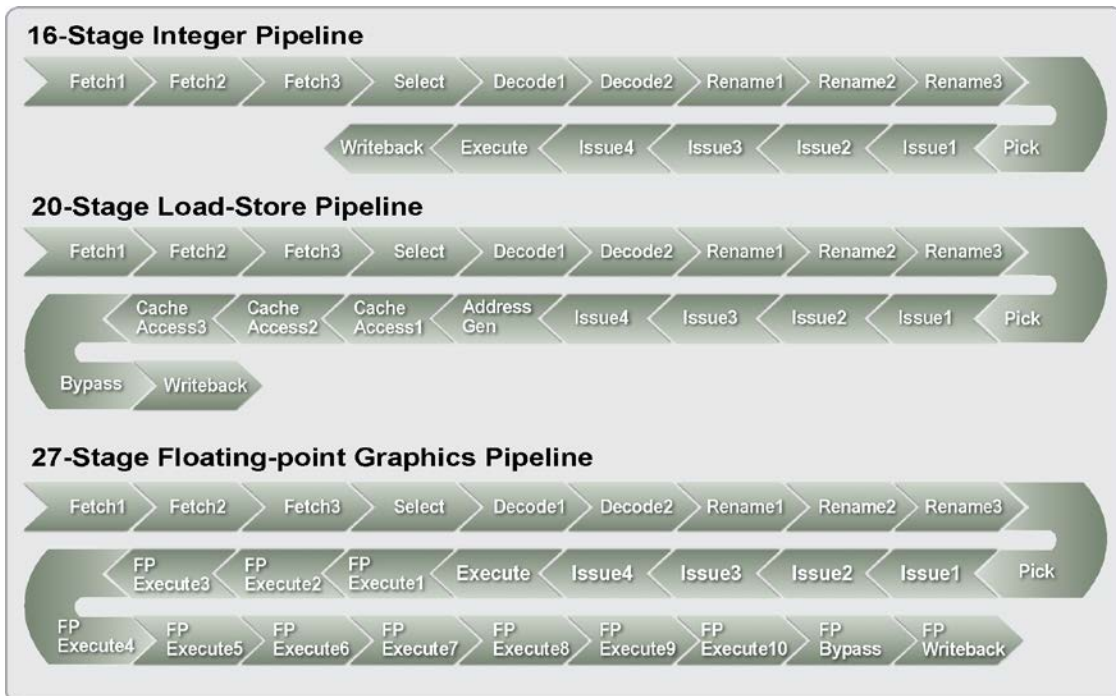 16-Stage Integer Pipeline
Fetch1 Fetch2 Fetch3 Select Decode1 Decode2 Rename1 Rename2 Rename3
Writeback Execute Issue4 Issue3 Issue2 Issue1 Pick
20-Stage Load-Store Pipeline
Fetch1 Fetch2 Fetch3 Select Decode1 Decode2 Rename1 Rename2 Rename3
Cache Access3 Cache Access2 Cache Access1 Address Gen Issue4 Issue3 Issue2 Issue1 Pick
Bypass Writeback
27-Stage Floating-point Graphics Pipeline
Fetch1 Fetch2 Fetch3 Select Decode1 Decode2 Rename1 Rename2 Rename3
FP Execute3 FP Execute2 FP Execute1 Execute Issue4 Issue3 Issue2 Issue1 Pick
FP Execute4 FP Execute5 FP Execute6 FP Execute7 FP Execute8 FP Execute9 FP Execute10 FP Bypass FP Writeback